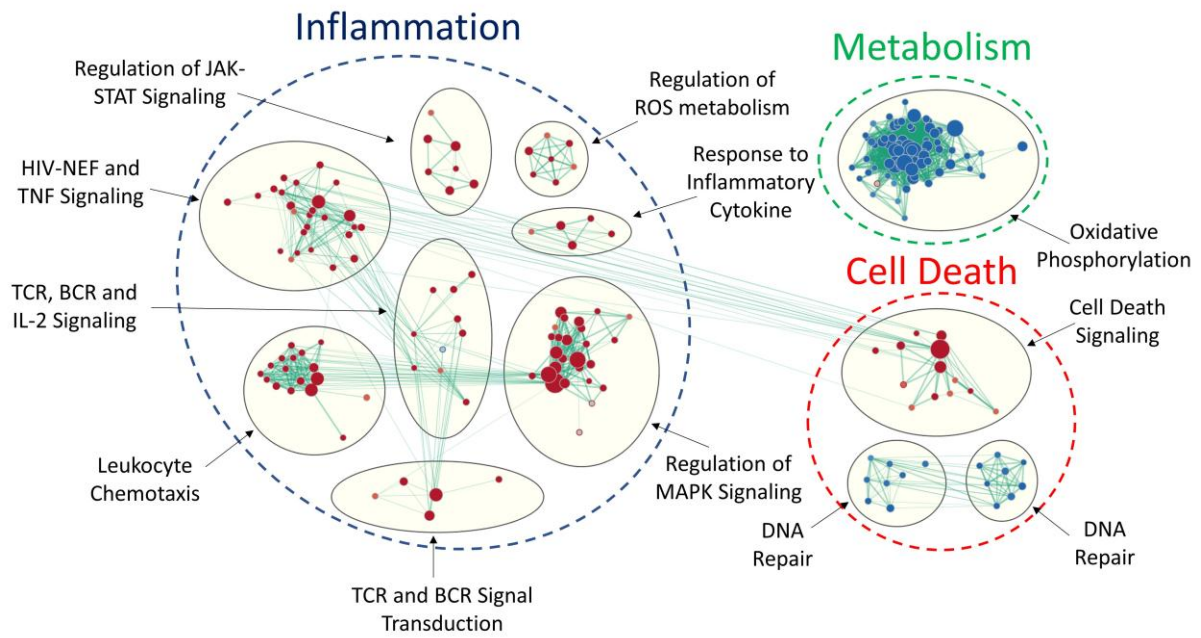 Inflammation
Metabolism
Regulation of JAK-
STAT Signaling
Regulation of
ROS metabolism
HIV-NEF and
TNF Signaling
Response to
Inflammatory
Cytokine
Oxidative
Phosphorylation
Cell Death
TCR, BCR and
IL-2 Signaling
Cell Death
Signaling
Leukocyte
Chemotaxis
Regulation of
MAPK Signaling
DNA
Repair
DNA
Repair
TCR and BCR Signal
Transduction